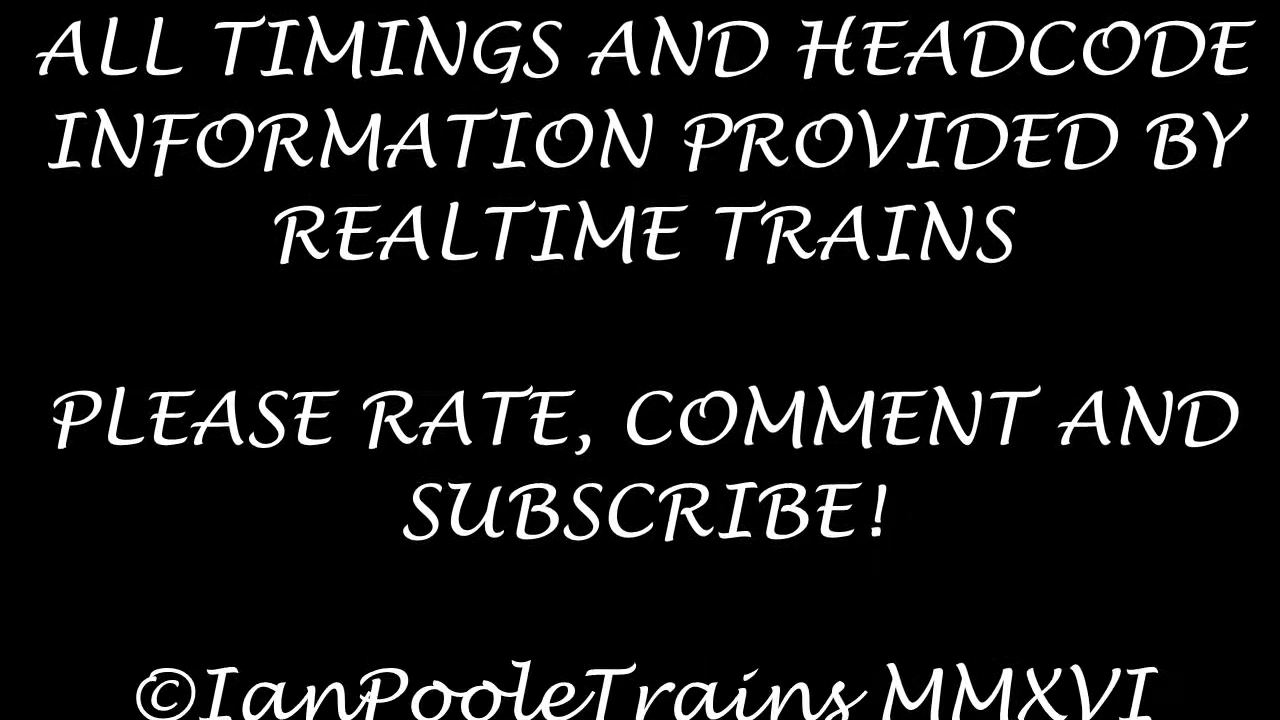 ALL TIMINGS AND HEADCODE
INFORMATION PROVIDED BY
REALTIME TRAINS
PLEASE RATE, COMMENT AND
SUBSCRIBE!
©IanPooleTrains MMXVI